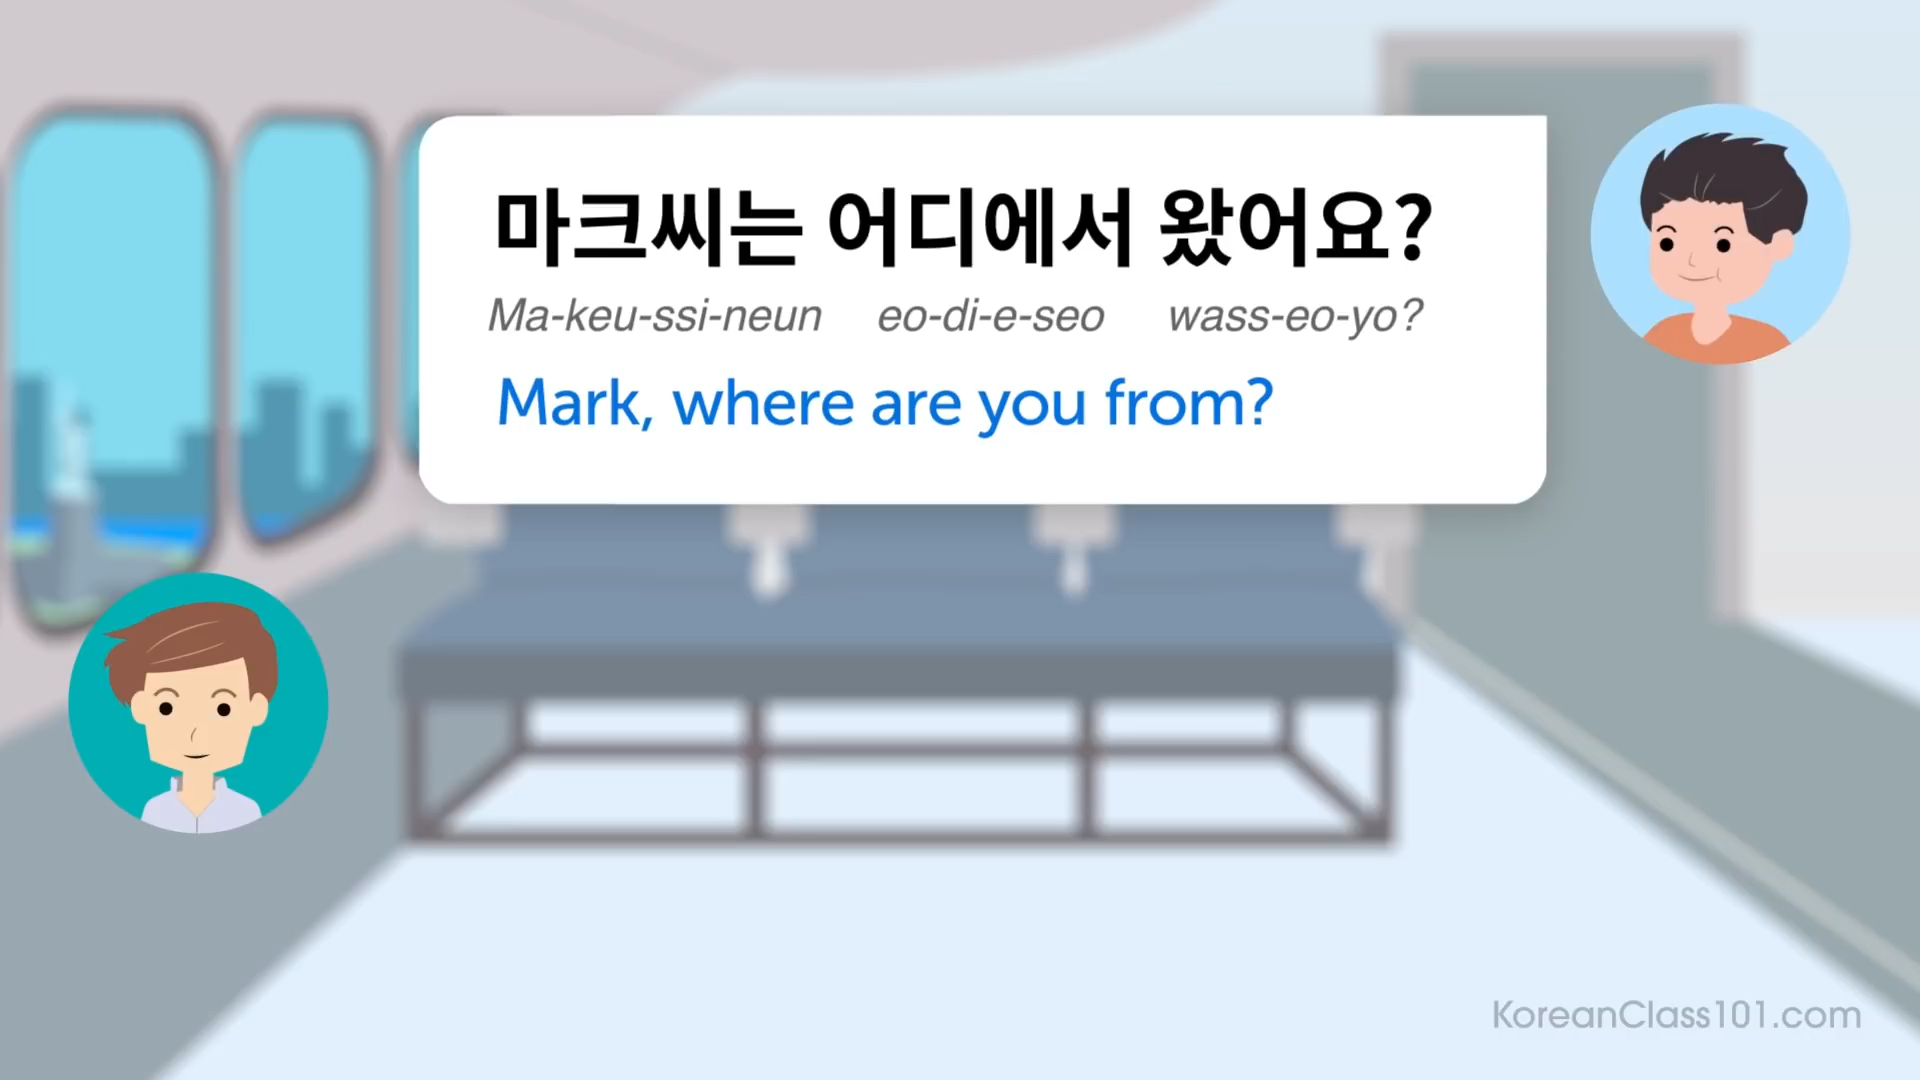 마크씨는 어디에서 왔어요?
Ma-keu-ssi-neun eo-di-e-seo wass-eo-yo?
Mark, where are you from?
KoreanClass101.com